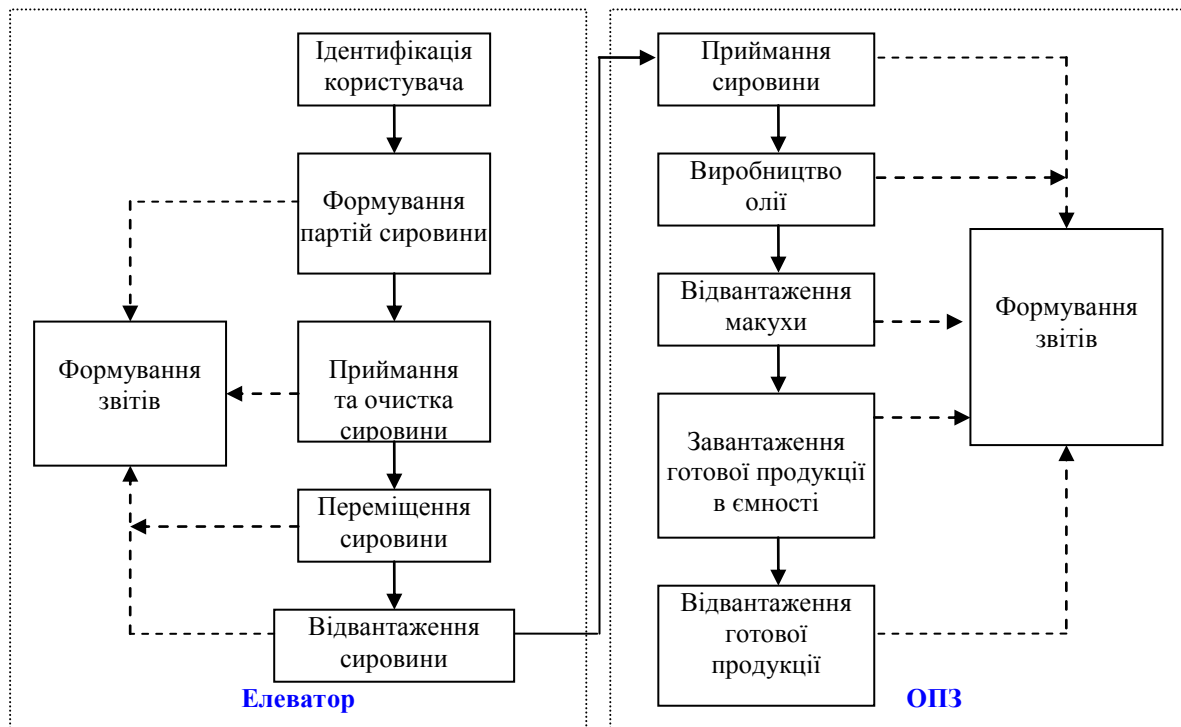 Ідентифікація
користувача
Формування
партій сировини
Формування
звітів
Приймання
та очистка
сировини
Переміщення
сировини
Відвантаження
сировини
Елеватор
Приймання
сировини
Виробництво
олії
Відвантаження
макухи
Формування
звітів
Завантаження
готової продукції
в ємності
Відвантаження
готової
продукції
ОПЗ